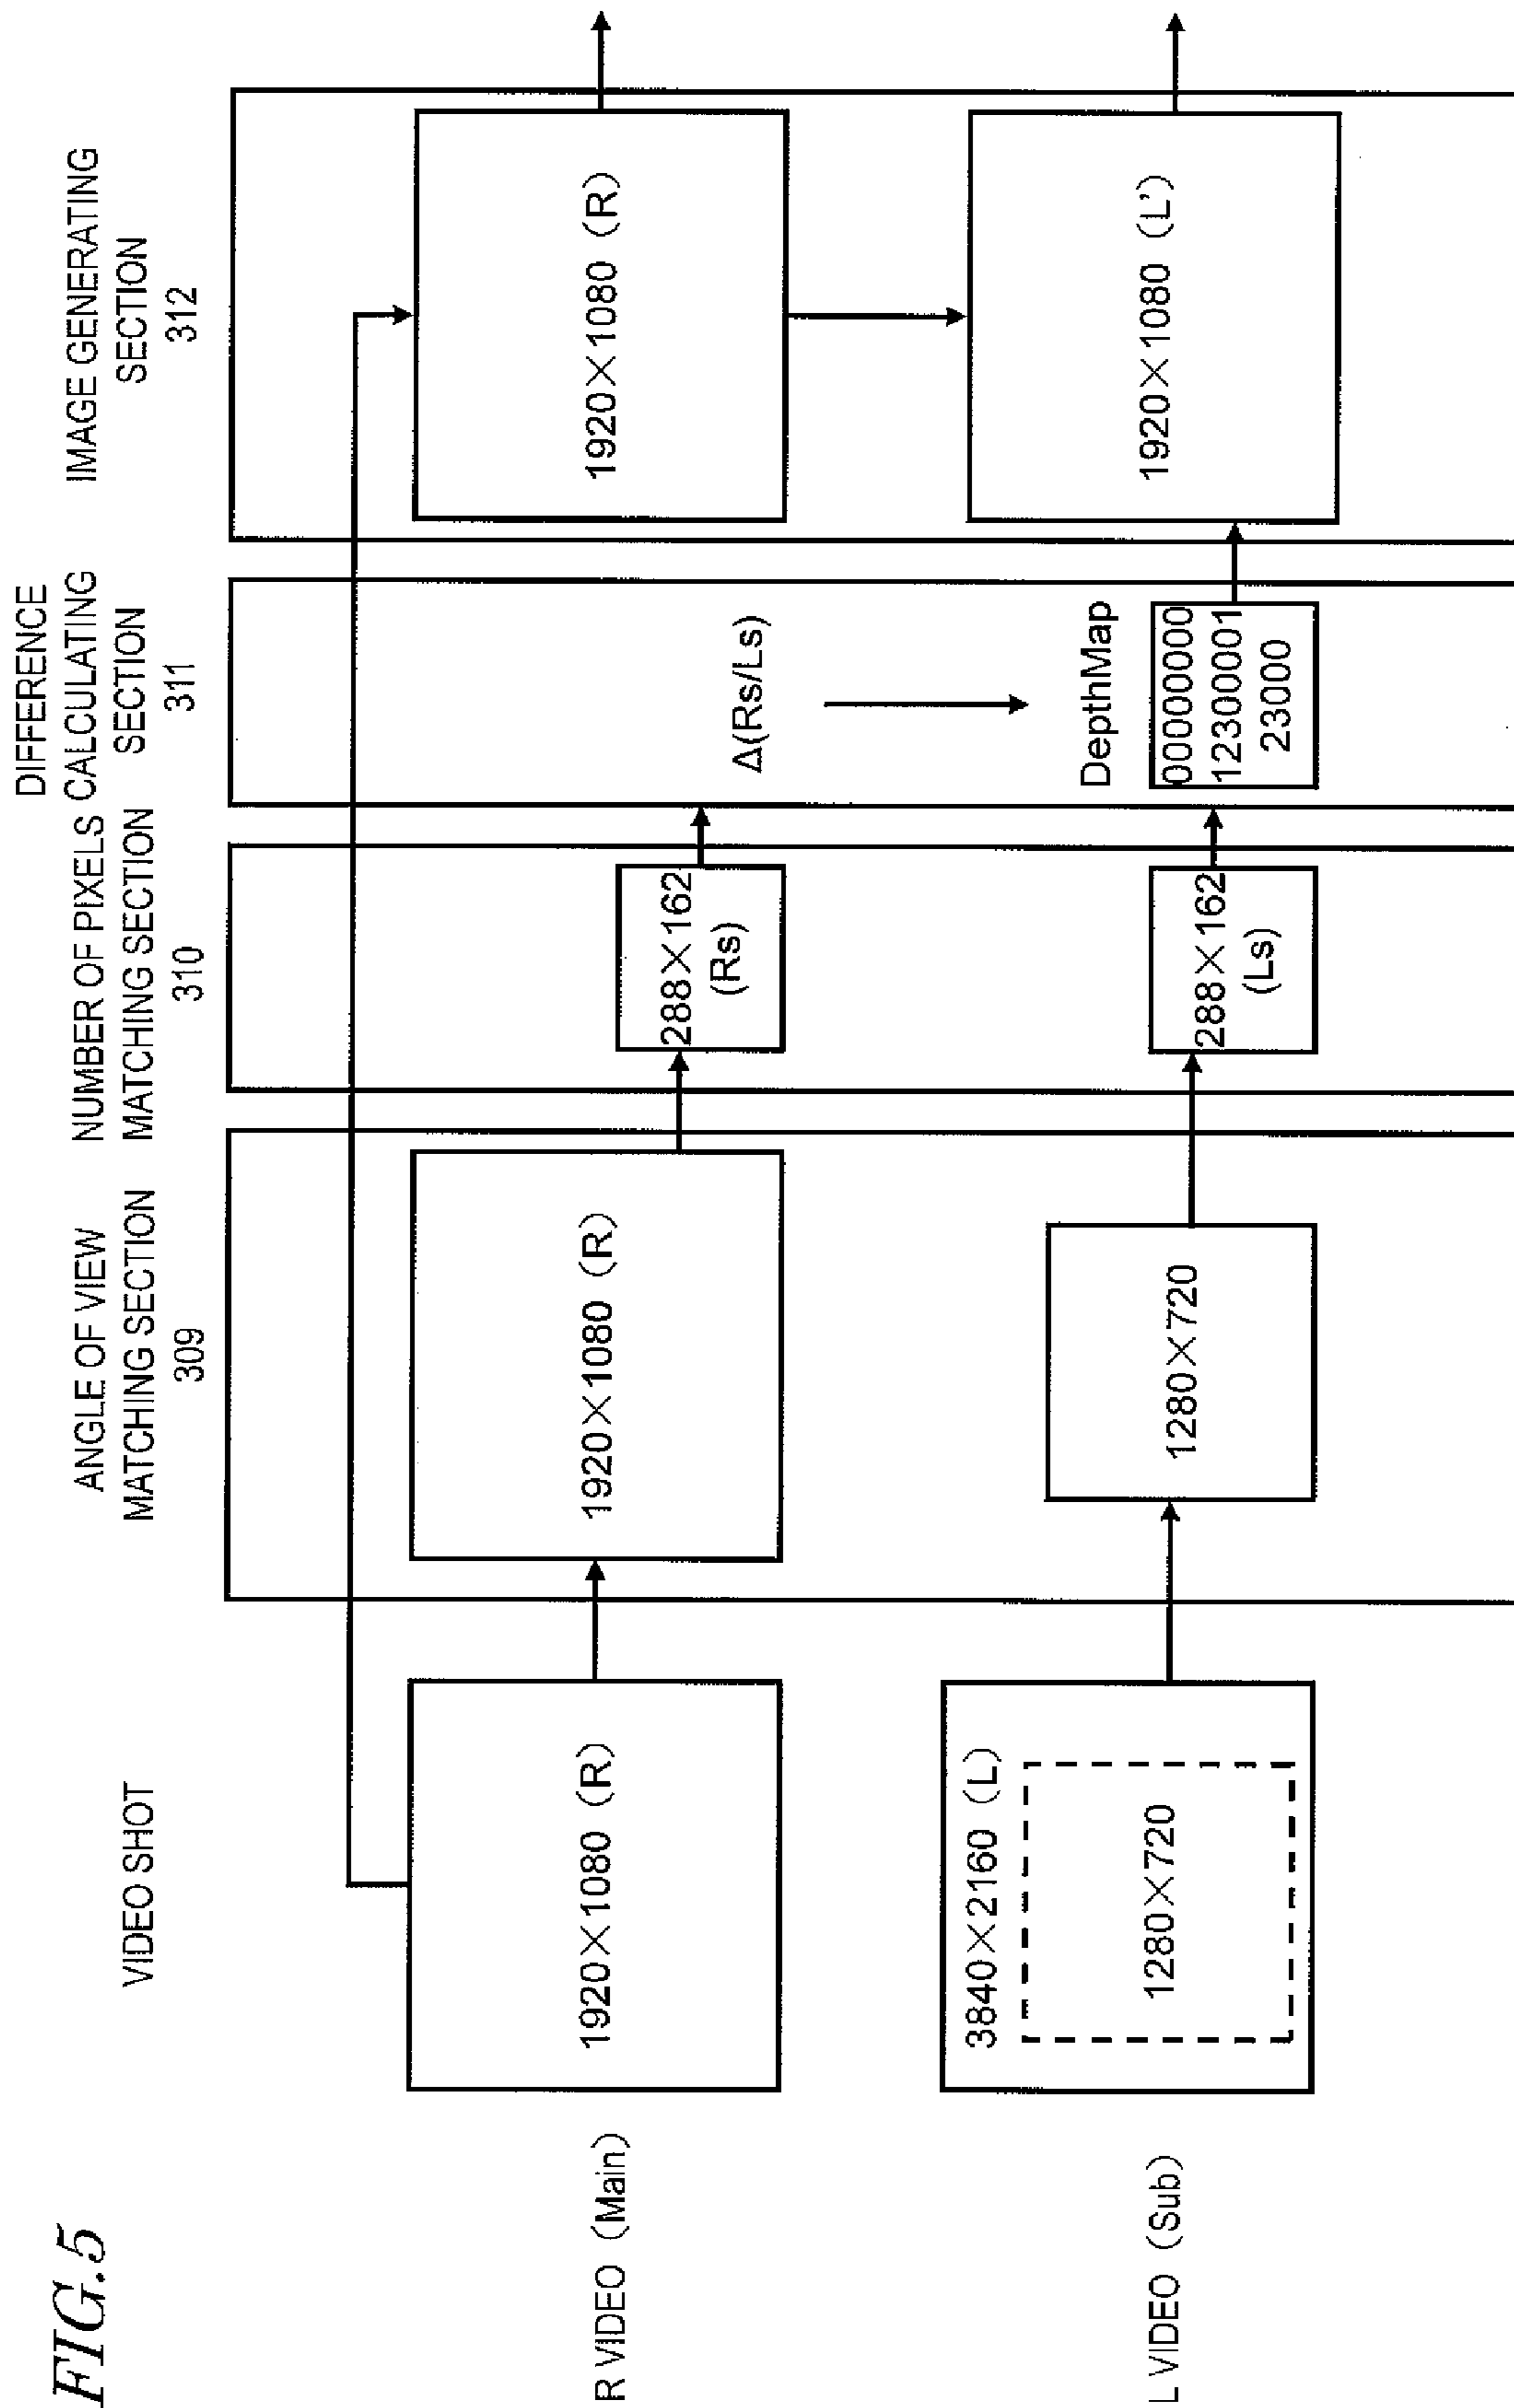 FIG.5
VIDEO SHOT
ANGLE OF VIEW
MATCHING SECTION
309
NUMBER OF PIXELS
MATCHING SECTION
310
DIFFERENCE
CALCULATING
SECTION
311
IMAGE GENERATING
SECTION
312
R VIDEO (Main)
1920×1080 (R)
1920×1080 (R)
288×162
(Rs)
Δ(Rs/Ls)
1920×1080 (R)
L VIDEO (Sub)
3840×2160 (L)
1280×720
1280×720
288×162
(Ls)
DepthMap
00000000
12300001
23000
1920×1080 (L')